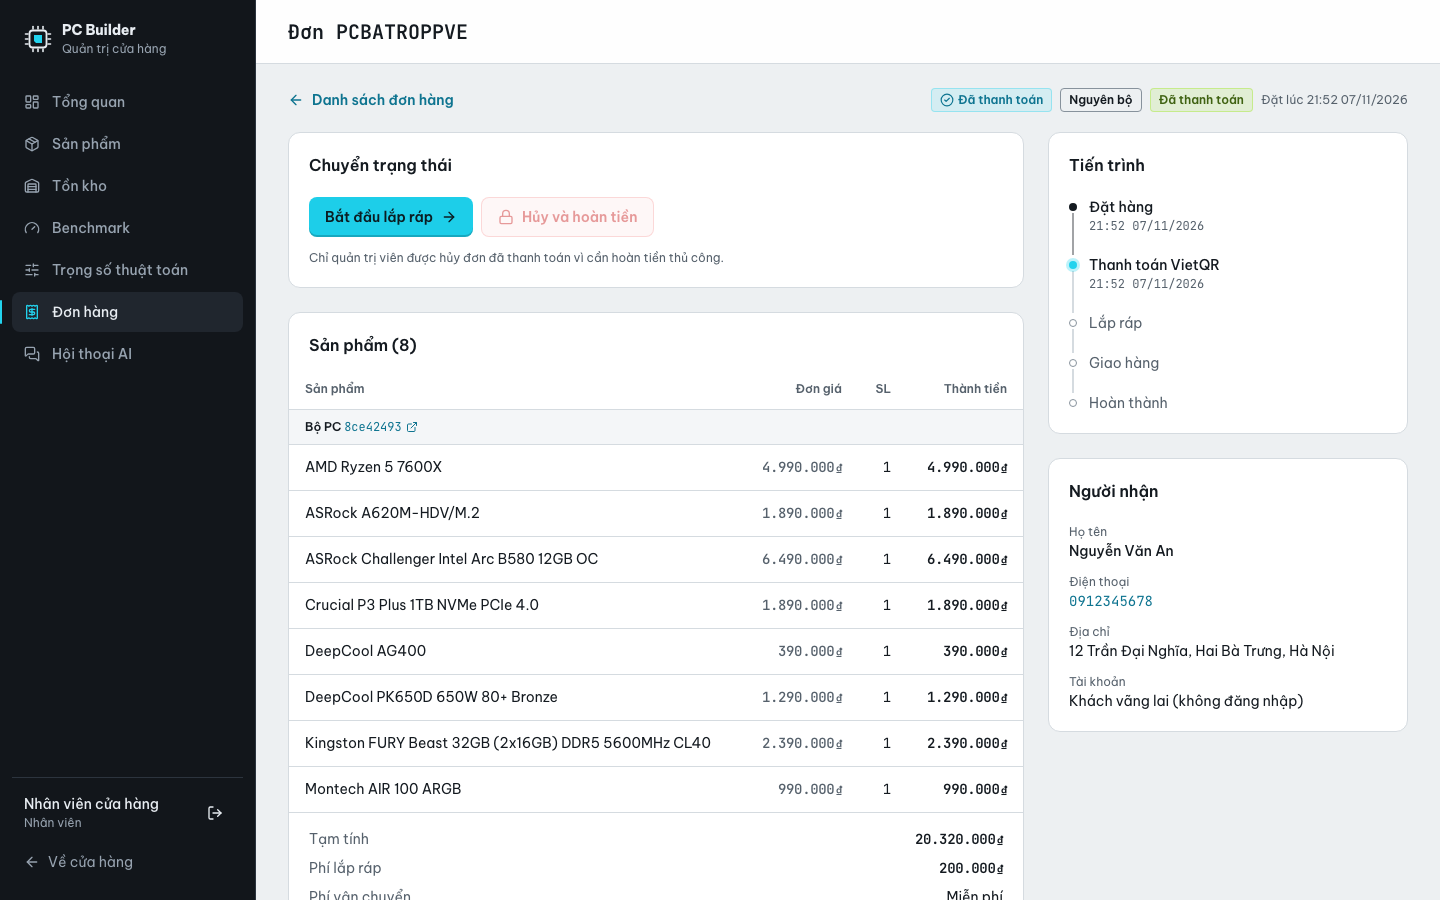 PC Builder
Quản trị cửa hàng
Tổng quan
Sản phẩm
Tồn kho
Benchmark
Trọng số thuật toán
Đơn hàng
Hội thoại AI
Nhân viên cửa hàng
Nhân viên
Về cửa hàng
Đơn PCBATROPPVE
Danh sách đơn hàng
Đã thanh toán Nguyên bộ Đã thanh toán Đặt lúc 21:52 07/11/2026
Chuyển trạng thái
Bắt đầu lắp ráp Hủy và hoàn tiền
Chỉ quản trị viên được hủy đơn đã thanh toán vì cần hoàn tiền thủ công.
Sản phẩm (8)
Sản phẩm Đơn giá SL Thành tiền
Bộ PC 8ce42493
AMD Ryzen 5 7600X 4.990.000₫ 1 4.990.000₫
ASRock A620M-HDV/M.2 1.890.000₫ 1 1.890.000₫
ASRock Challenger Intel Arc B580 12GB OC 6.490.000₫ 1 6.490.000₫
Crucial P3 Plus 1TB NVMe PCIe 4.0 1.890.000₫ 1 1.890.000₫
DeepCool AG400 390.000₫ 1 390.000₫
DeepCool PK650D 650W 80+ Bronze 1.290.000₫ 1 1.290.000₫
Kingston FURY Beast 32GB (2x16GB) DDR5 5600MHz CL40 2.390.000₫ 1 2.390.000₫
Montech AIR 100 ARGB 990.000₫ 1 990.000₫
Tạm tính 20.320.000₫
Phí lắp ráp 200.000₫
Phí vận chuyển Miễn phí
Tiến trình
Đặt hàng
21:52 07/11/2026
Thanh toán VietQR
21:52 07/11/2026
Lắp ráp
Giao hàng
Hoàn thành
Người nhận
Họ tên
Nguyễn Văn An
Điện thoại
0912345678
Địa chỉ
12 Trần Đại Nghĩa, Hai Bà Trưng, Hà Nội
Tài khoản
Khách vãng lai (không đăng nhập)